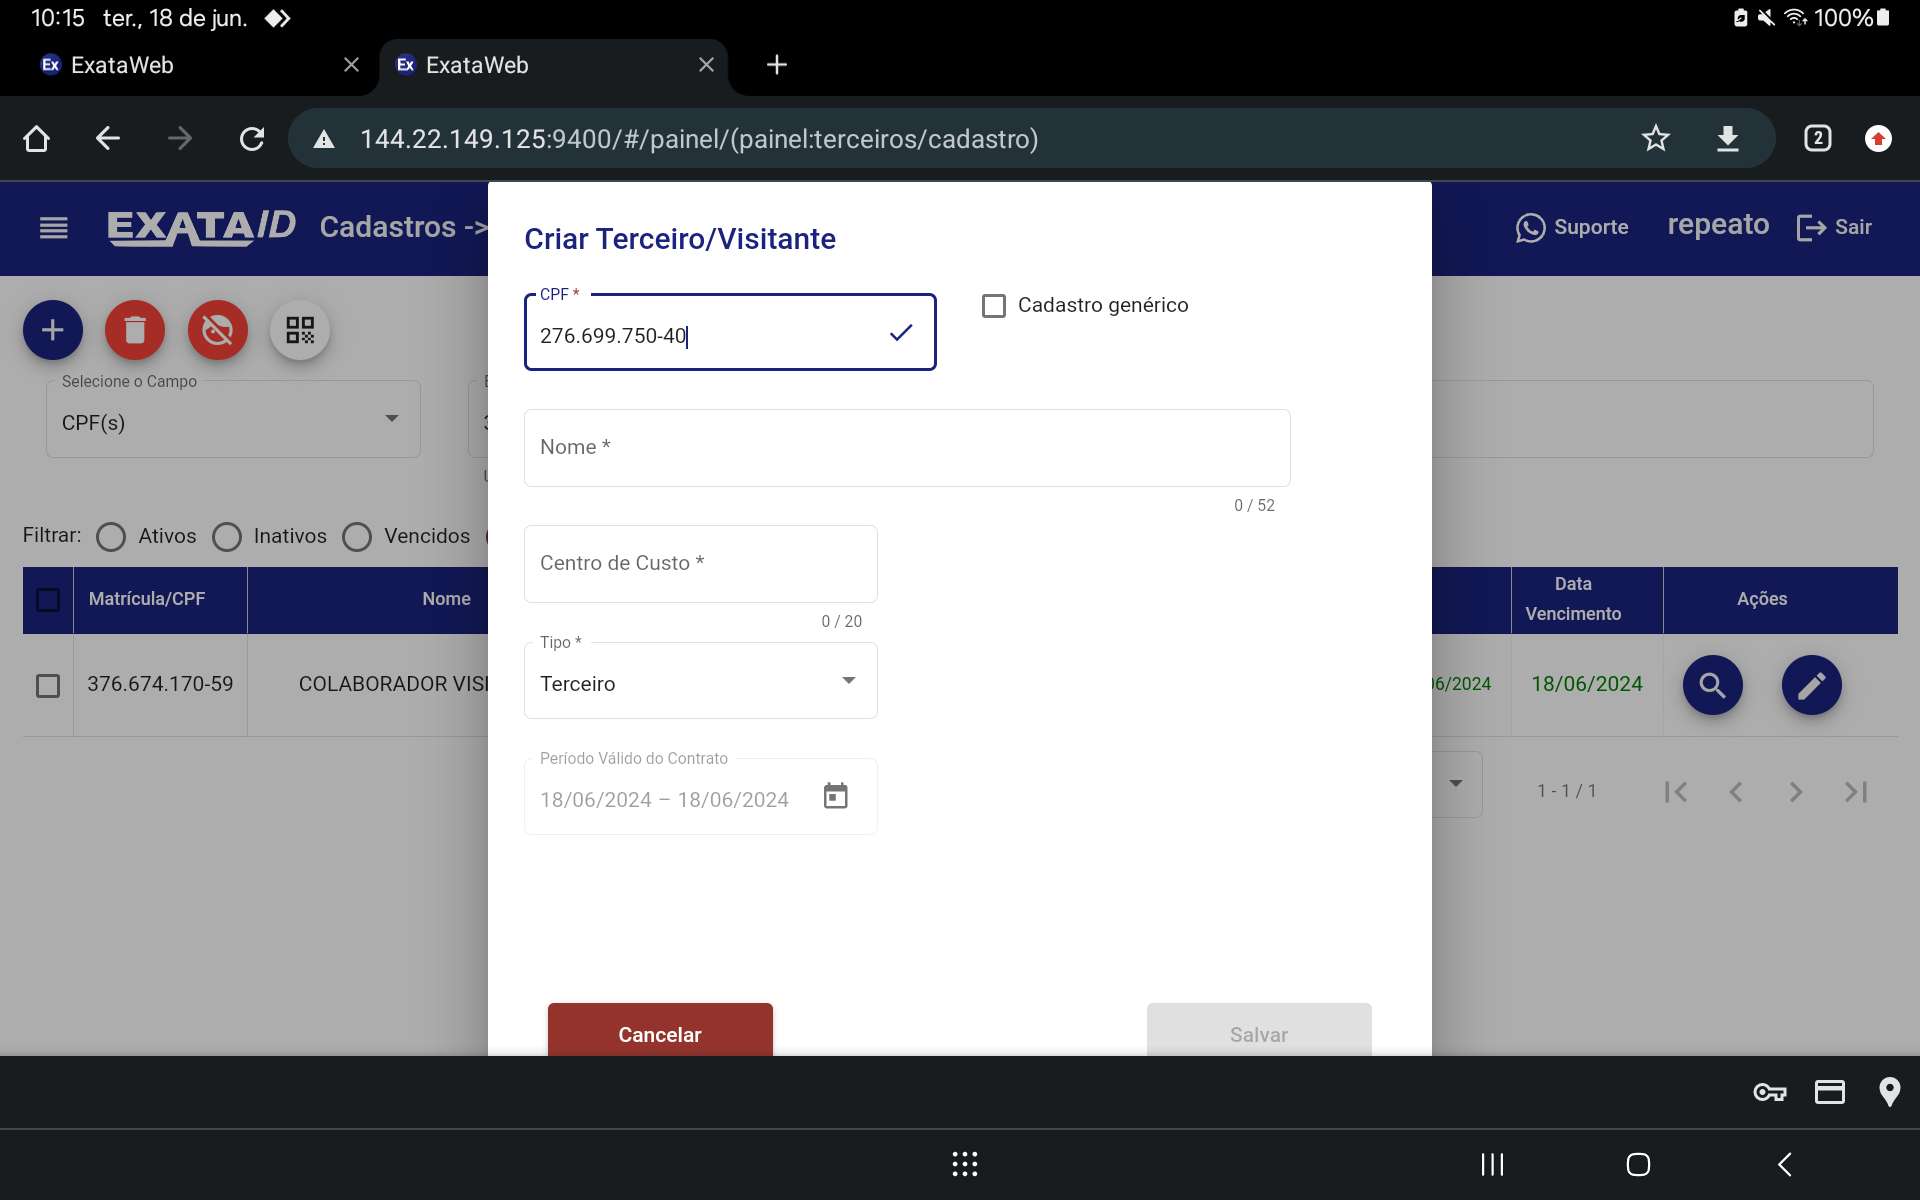 10:15 ter., 18 de jun. 100%
Ex ExataWeb Ex ExataWeb
144.22.149.125:9400/#/painel/(painel:terceiros/cadastro) 2
EXATAID Cadastros -> Suporte repeato Sair
Criar Terceiro/Visitante
CPF *
276.699.750-40
Cadastro genérico
Selecione o Campo
CPF(s)
Nome *
0 / 52
Filtrar: Ativos Inativos Vencidos
Centro de Custo *
0 / 20
Matrícula/CPF Nome Data Vencimento Ações
Tipo *
Terceiro
376.674.170-59 COLABORADOR VISI 06/2024 18/06/2024
Período Válido do Contrato
18/06/2024 – 18/06/2024
1 - 1 / 1
Cancelar Salvar